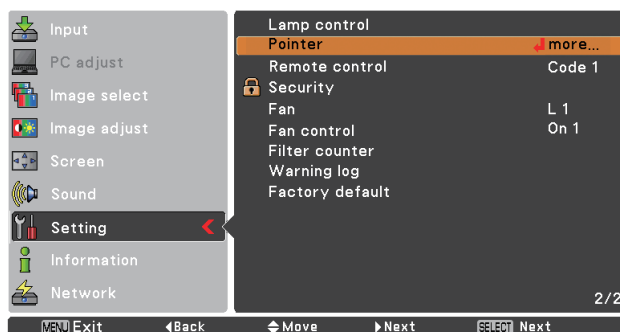 Input
PC adjust
Image select
Image adjust
Screen
Sound
Setting
Information
Network
Lamp control
Pointer more...
Remote control Code 1
Security
Fan L 1
Fan control On 1
Filter counter
Warning log
Factory default
2/2
MENU Exit ◀Back ◆Move ▶Next SELECT Next